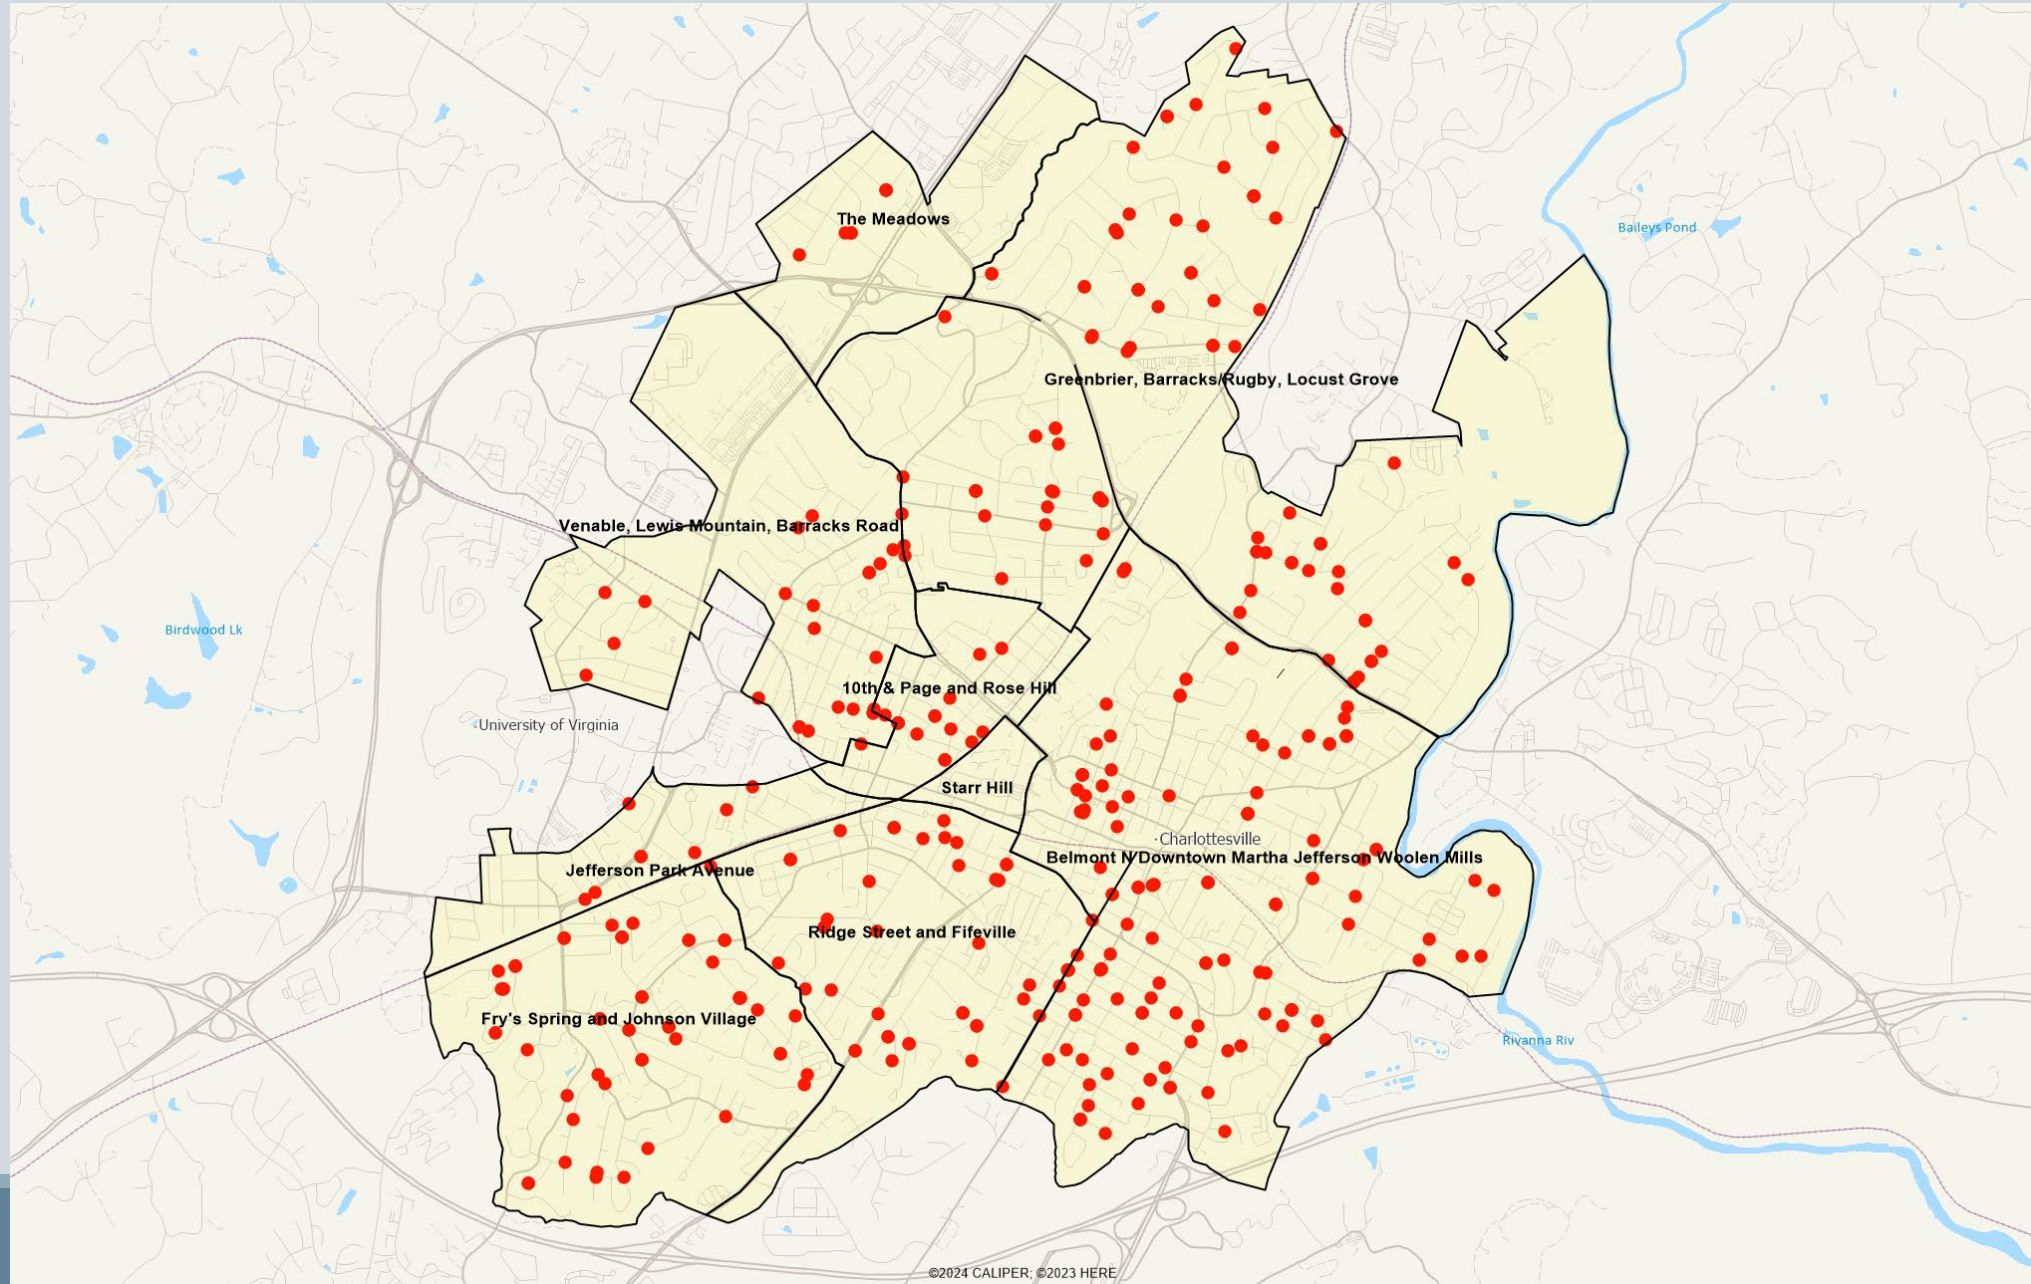 The Meadows
Baileys Pond
Greenbrier, Barracks/Rugby, Locust Grove
Venable, Lewis Mountain, Barracks Road
Birdwood Lk
10th & Page and Rose Hill
University of Virginia
Starr Hill
Charlottesville
Belmont N Downtown Martha Jefferson Woolen Mills
Jefferson Park Avenue
Ridge Street and Fifeville
Fry's Spring and Johnson Village
Rivanna Riv
©2024 CALIPER; ©2023 HERE